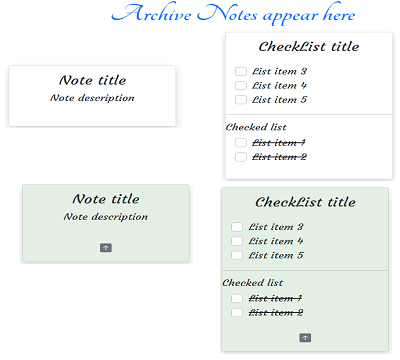 Archive Notes appear here
Note title
Note description
CheckList title
List item 3
List item 4
List item 5
Checked list
List item 1
List item 2
Note title
Note description
CheckList title
List item 3
List item 4
List item 5
Checked list
List item 1
List item 2